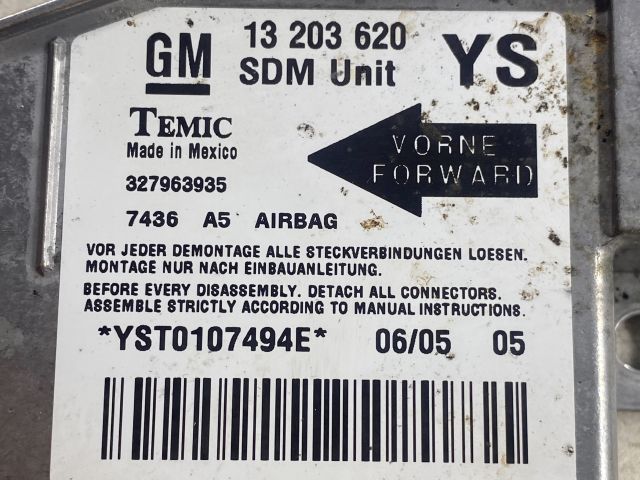 GM 13 203 620 YS
SDM Unit
TEMIC
Made in Mexico
VORNE
FORWARD
327963935
7436 A5 AIRBAG
VOR JEDER DEMONTAGE ALLE STECKVERBINDUNGEN LOESEN.
MONTAGE NUR NACH EINBAUANLEITUNG.
BEFORE EVERY DISASSEMBLY. DETACH ALL CONNECTORS.
ASSEMBLE STRICTLY ACCORDING TO MANUAL INSTRUCTIONS.
*YST0107494E* 06/05 05